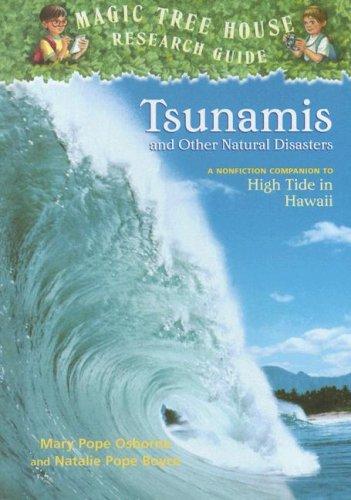 MAGIC TREE HOUSE
RESEARCH GUIDE
Tsunamis
and Other Natural Disasters
A NONFICTION COMPANION TO
High Tide in
Hawaii
Mary Pope Osborne
and Natalie Pope Boyce